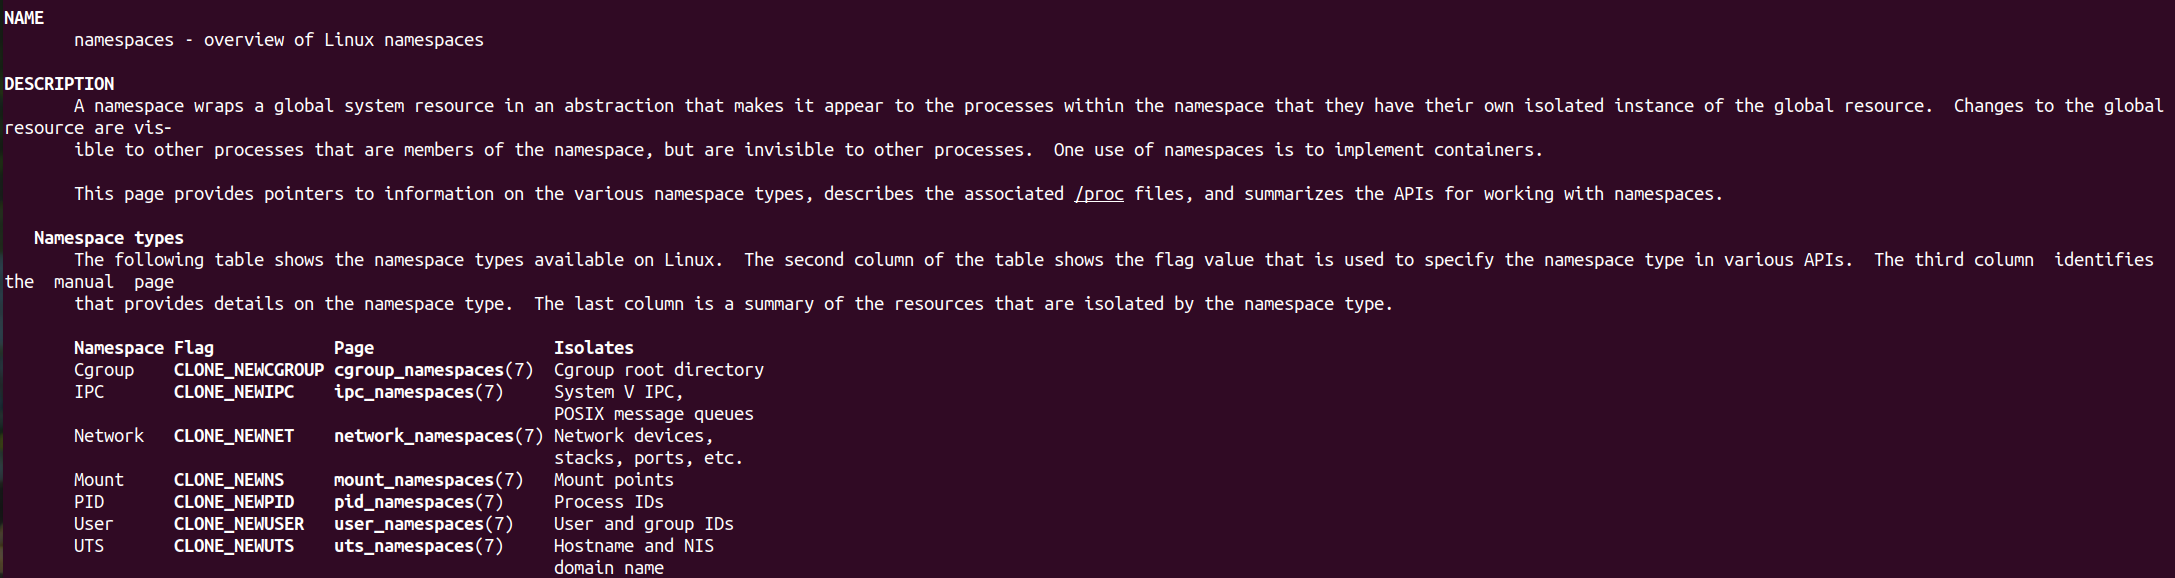 NAME
namespaces - overview of Linux namespaces
DESCRIPTION
A namespace wraps a global system resource in an abstraction that makes it appear to the processes within the namespace that they have their own isolated instance of the global resource.  Changes to the global
resource are vis-
ible to other processes that are members of the namespace, but are invisible to other processes.  One use of namespaces is to implement containers.
This page provides pointers to information on the various namespace types, describes the associated /proc files, and summarizes the APIs for working with namespaces.
Namespace types
The following table shows the namespace types available on Linux.  The second column of the table shows the flag value that is used to specify the namespace type in various APIs.  The third column  identifies
the  manual  page
that provides details on the namespace type.  The last column is a summary of the resources that are isolated by the namespace type.
Namespace Flag            Page                  Isolates
Cgroup    CLONE_NEWCGROUP cgroup_namespaces(7)  Cgroup root directory
IPC       CLONE_NEWIPC    ipc_namespaces(7)     System V IPC,
POSIX message queues
Network   CLONE_NEWNET    network_namespaces(7) Network devices,
stacks, ports, etc.
Mount     CLONE_NEWNS     mount_namespaces(7)   Mount points
PID       CLONE_NEWPID    pid_namespaces(7)     Process IDs
User      CLONE_NEWUSER   user_namespaces(7)    User and group IDs
UTS       CLONE_NEWUTS    uts_namespaces(7)     Hostname and NIS
domain name